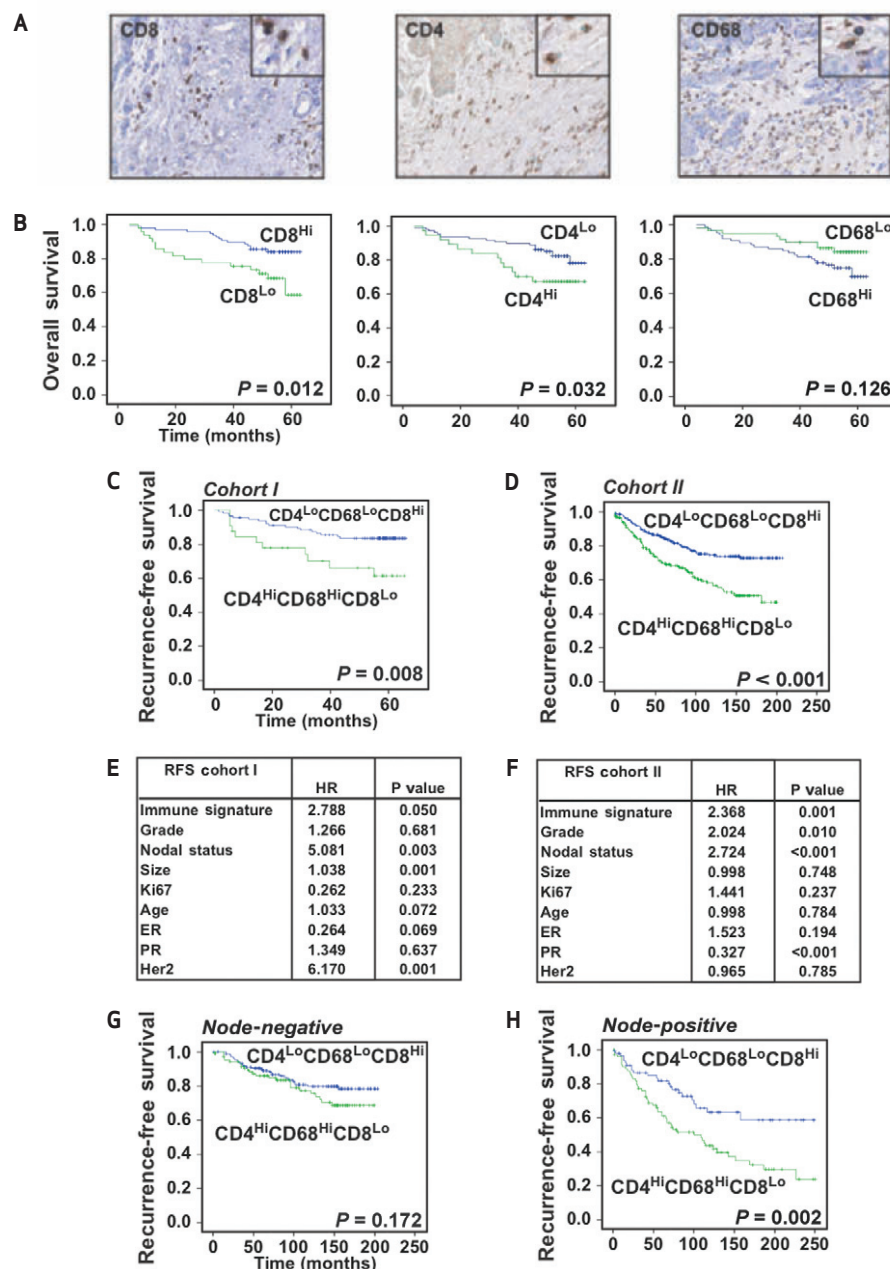 A
CD8
CD4
CD68
B
Overall survival
1.0
0.8
0.6
0.4
0.2
0.0
CD8Hi
CD8Lo
P = 0.012
0 20 40 60
Time (months)
1.0
0.8
0.6
0.4
0.2
0.0
CD4Lo
CD4Hi
P = 0.032
0 20 40 60
1.0
0.8
0.6
0.4
0.2
0.0
CD68Lo
CD68Hi
P = 0.126
0 20 40 60
C
Cohort I
Recurrence-free survival
1.0
0.8
0.6
0.4
0.2
0.0
CD4LoCD68LoCD8Hi
CD4HiCD68HiCD8Lo
P = 0.008
0 20 40 60
Time (months)
D
Cohort II
Recurrence-free survival
1.0
0.8
0.6
0.4
0.2
0.0
CD4LoCD68LoCD8Hi
CD4HiCD68HiCD8Lo
P < 0.001
0 50 100 150 200 250
E
RFS cohort I HR P value
Immune signature 2.788 0.050
Grade 1.266 0.681
Nodal status 5.081 0.003
Size 1.038 0.001
Ki67 0.262 0.233
Age 1.033 0.072
ER 0.264 0.069
PR 1.349 0.637
Her2 6.170 0.001
F
RFS cohort II HR P value
Immune signature 2.368 0.001
Grade 2.024 0.010
Nodal status 2.724 <0.001
Size 0.998 0.748
Ki67 1.441 0.237
Age 0.998 0.784
ER 1.523 0.194
PR 0.327 <0.001
Her2 0.965 0.785
G
Node-negative
Recurrence-free survival
1.0
0.8
0.6
0.4
0.2
0.0
CD4LoCD68LoCD8Hi
CD4HiCD68HiCD8Lo
P = 0.172
0 50 100 150 200 250
Time (months)
H
Node-positive
Recurrence-free survival
1.0
0.8
0.6
0.4
0.2
0.0
CD4LoCD68LoCD8Hi
CD4HiCD68HiCD8Lo
P = 0.002
0 50 100 150 200 250